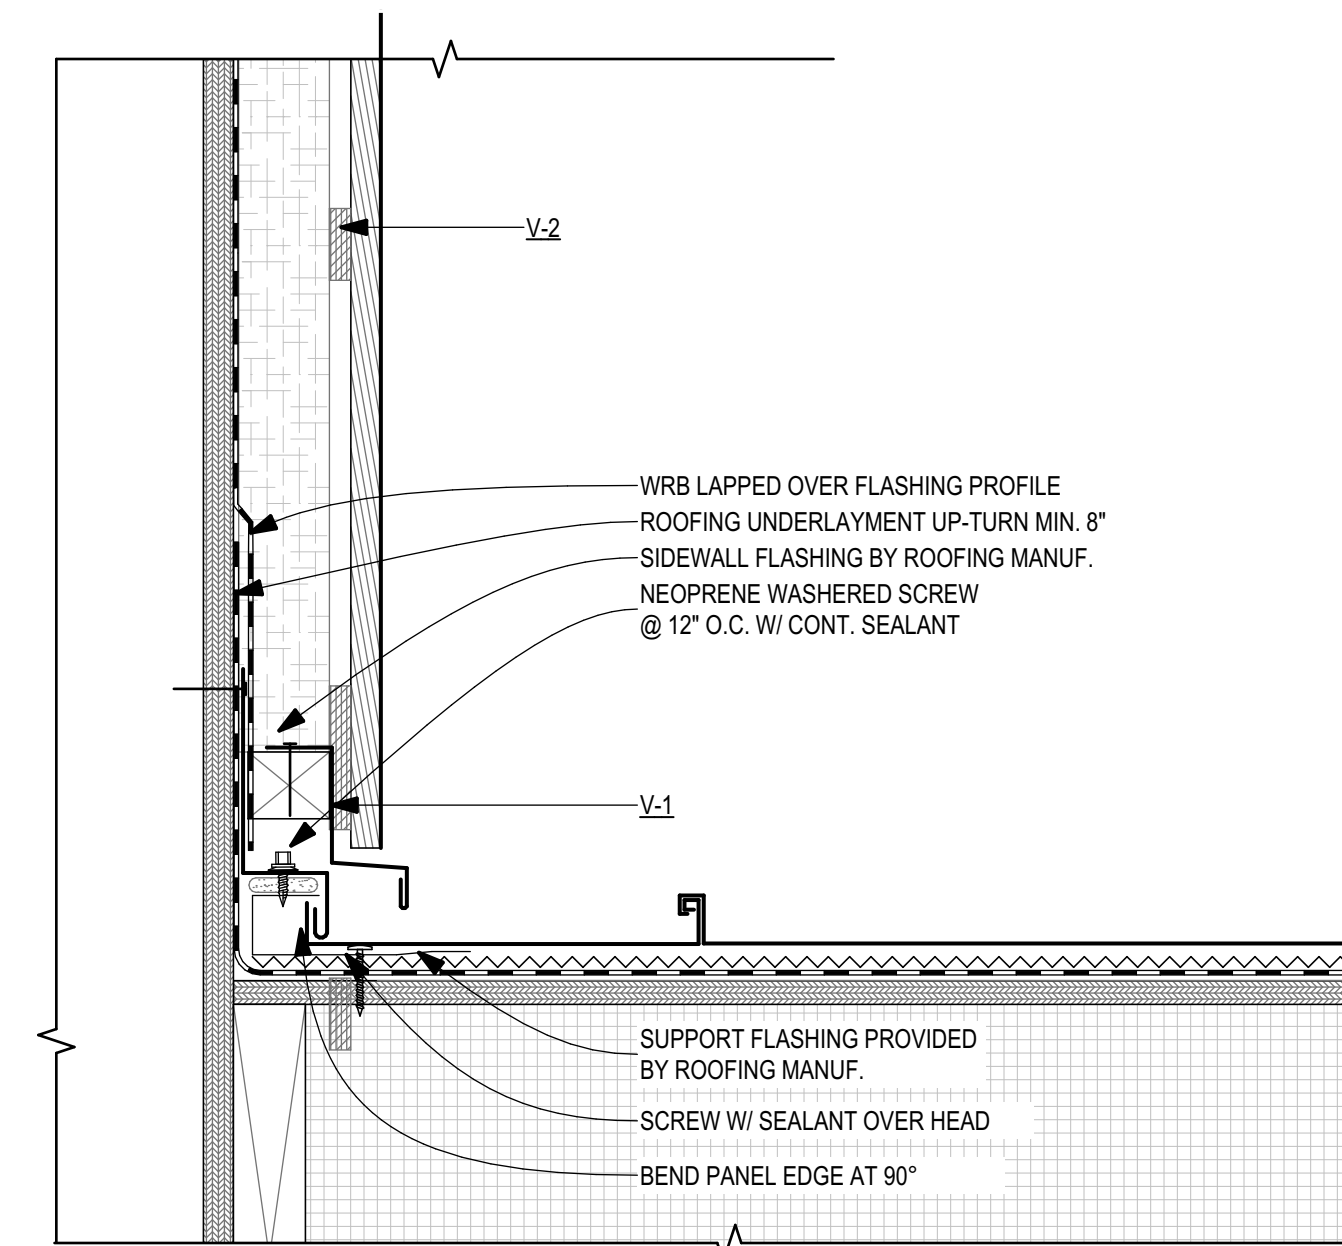 V-2
WRB LAPPED OVER FLASHING PROFILE
ROOFING UNDERLAYMENT UP-TURN MIN. 8"
SIDEWALL FLASHING BY ROOFING MANUF.
NEOPRENE WASHERED SCREW
@ 12" O.C. W/ CONT. SEALANT
V-1
SUPPORT FLASHING PROVIDED
BY ROOFING MANUF.
SCREW W/ SEALANT OVER HEAD
BEND PANEL EDGE AT 90°